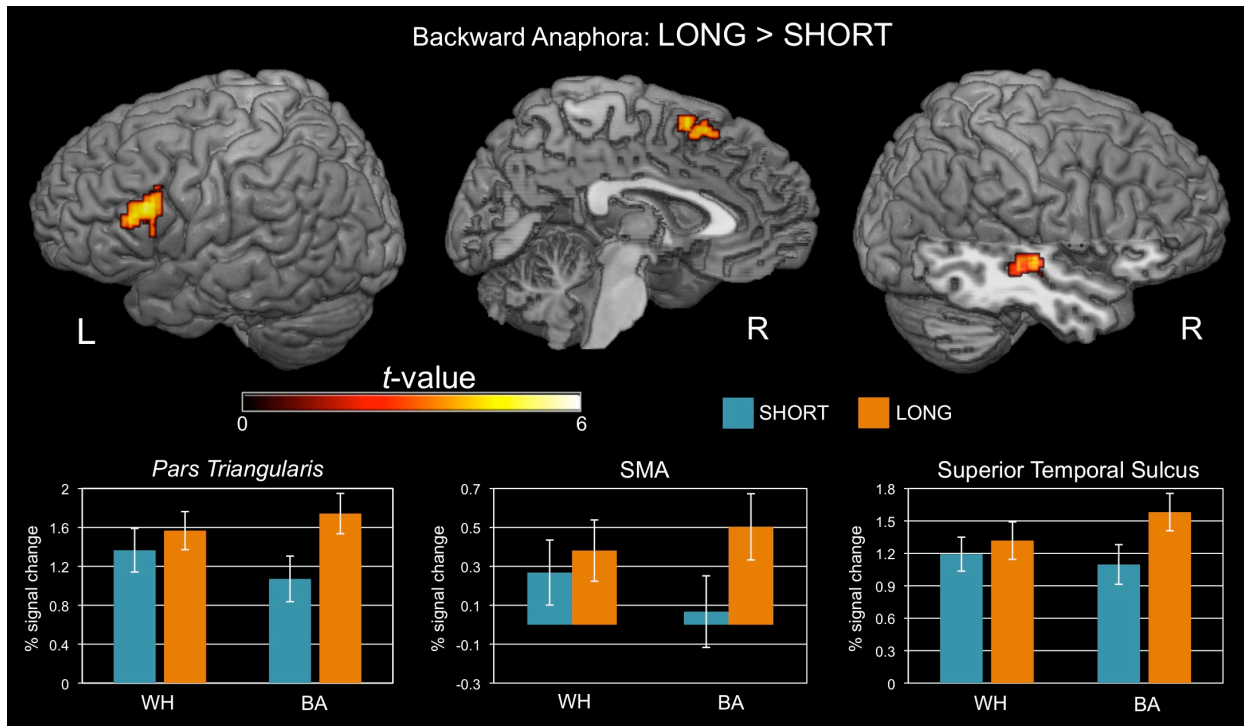 Backward Anaphora: LONG > SHORT
L
R
R
t-value
0
6
SHORT
LONG
Pars Triangularis
% signal change
2
1.6
1.2
0.8
0.4
0
WH
BA
SMA
% signal change
0.7
0.5
0.3
0.1
-0.1
-0.3
WH
BA
Superior Temporal Sulcus
% signal change
1.8
1.5
1.2
0.9
0.6
0.3
0
WH
BA